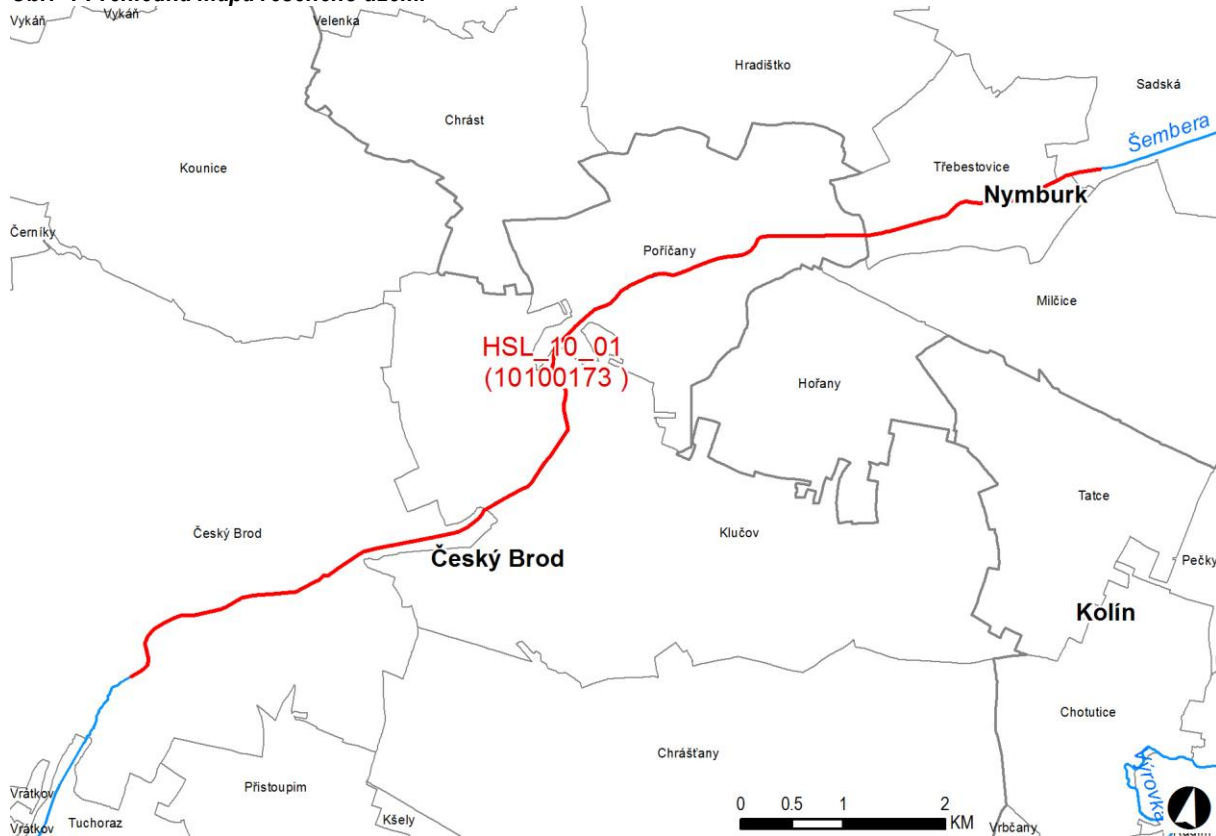 Vykáň
Vykáň
Velenka
Hradištko
Sadská
Chrást
Šembera
Kounice
Třebestovice
Nymburk
Černíky
Poříčany
Milčice
HSL_10_01
(10100173 )
Hořany
Tatce
Český Brod
Klučov
Pečky
Český Brod
Kolín
Chotutice
Chrášťany
Přistoupim
Výrovka
Vrátkov
Vrátkov
Tuchoraz
Kšely
0 0.5 1 2
KM
Vrbčany